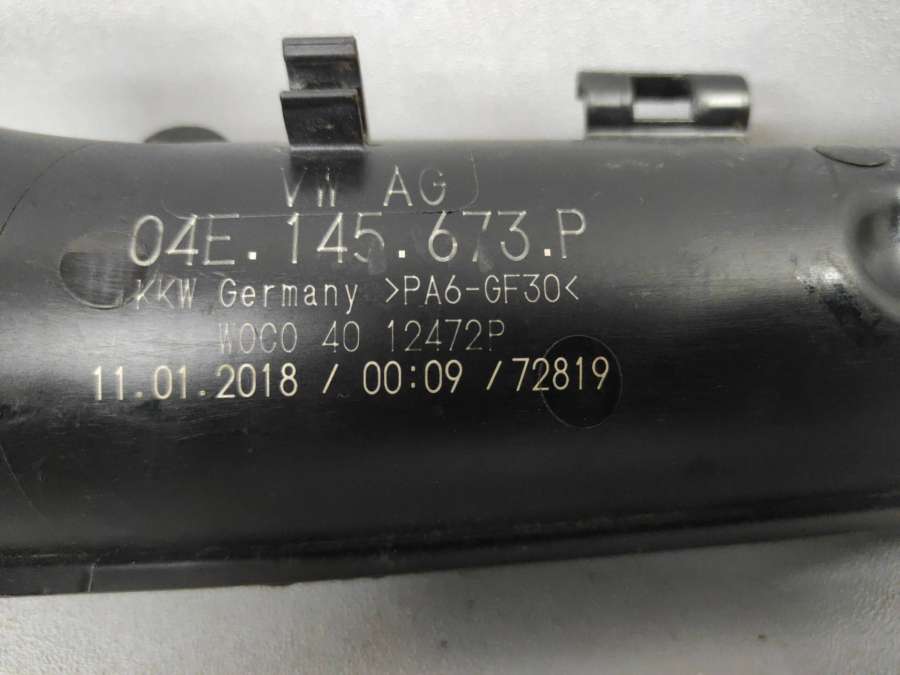 VW AG
04E.145.673.P
KKW Germany >PA6-GF30<
WOCO 40 12472P
11.01.2018 / 00:09 /72819